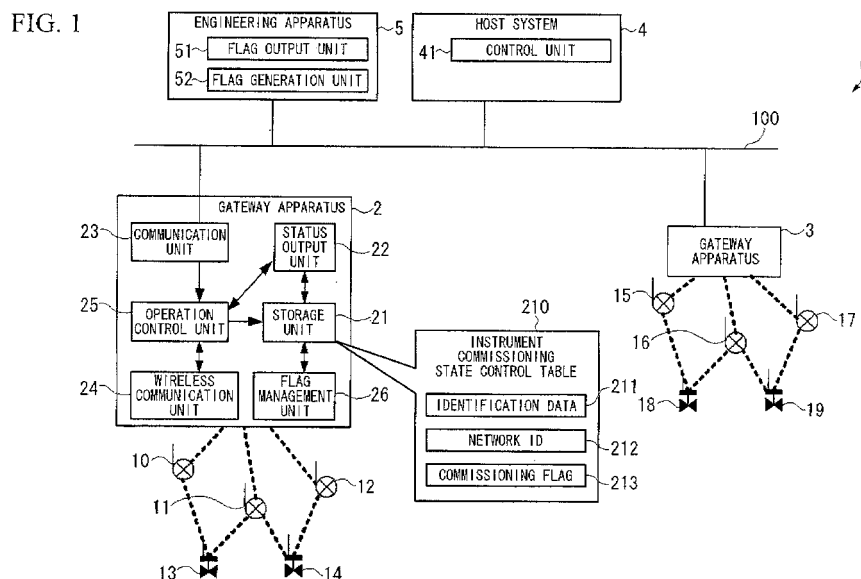 FIG. 1
ENGINEERING APPARATUS
5
51
FLAG OUTPUT UNIT
52
FLAG GENERATION UNIT
HOST SYSTEM
4
41
CONTROL UNIT
100
GATEWAY APPARATUS
2
23
COMMUNICATION
UNIT
STATUS
OUTPUT
UNIT
22
25
OPERATION
CONTROL UNIT
STORAGE
UNIT
21
24
WIRELESS
COMMUNICATION
UNIT
FLAG
MANAGEMENT
UNIT
26
10
11
12
13
14
210
INSTRUMENT
COMMISSIONING
STATE CONTROL TABLE
IDENTIFICATION DATA
211
NETWORK ID
212
COMMISSIONING FLAG
213
3
GATEWAY
APPARATUS
15
16
17
18
19